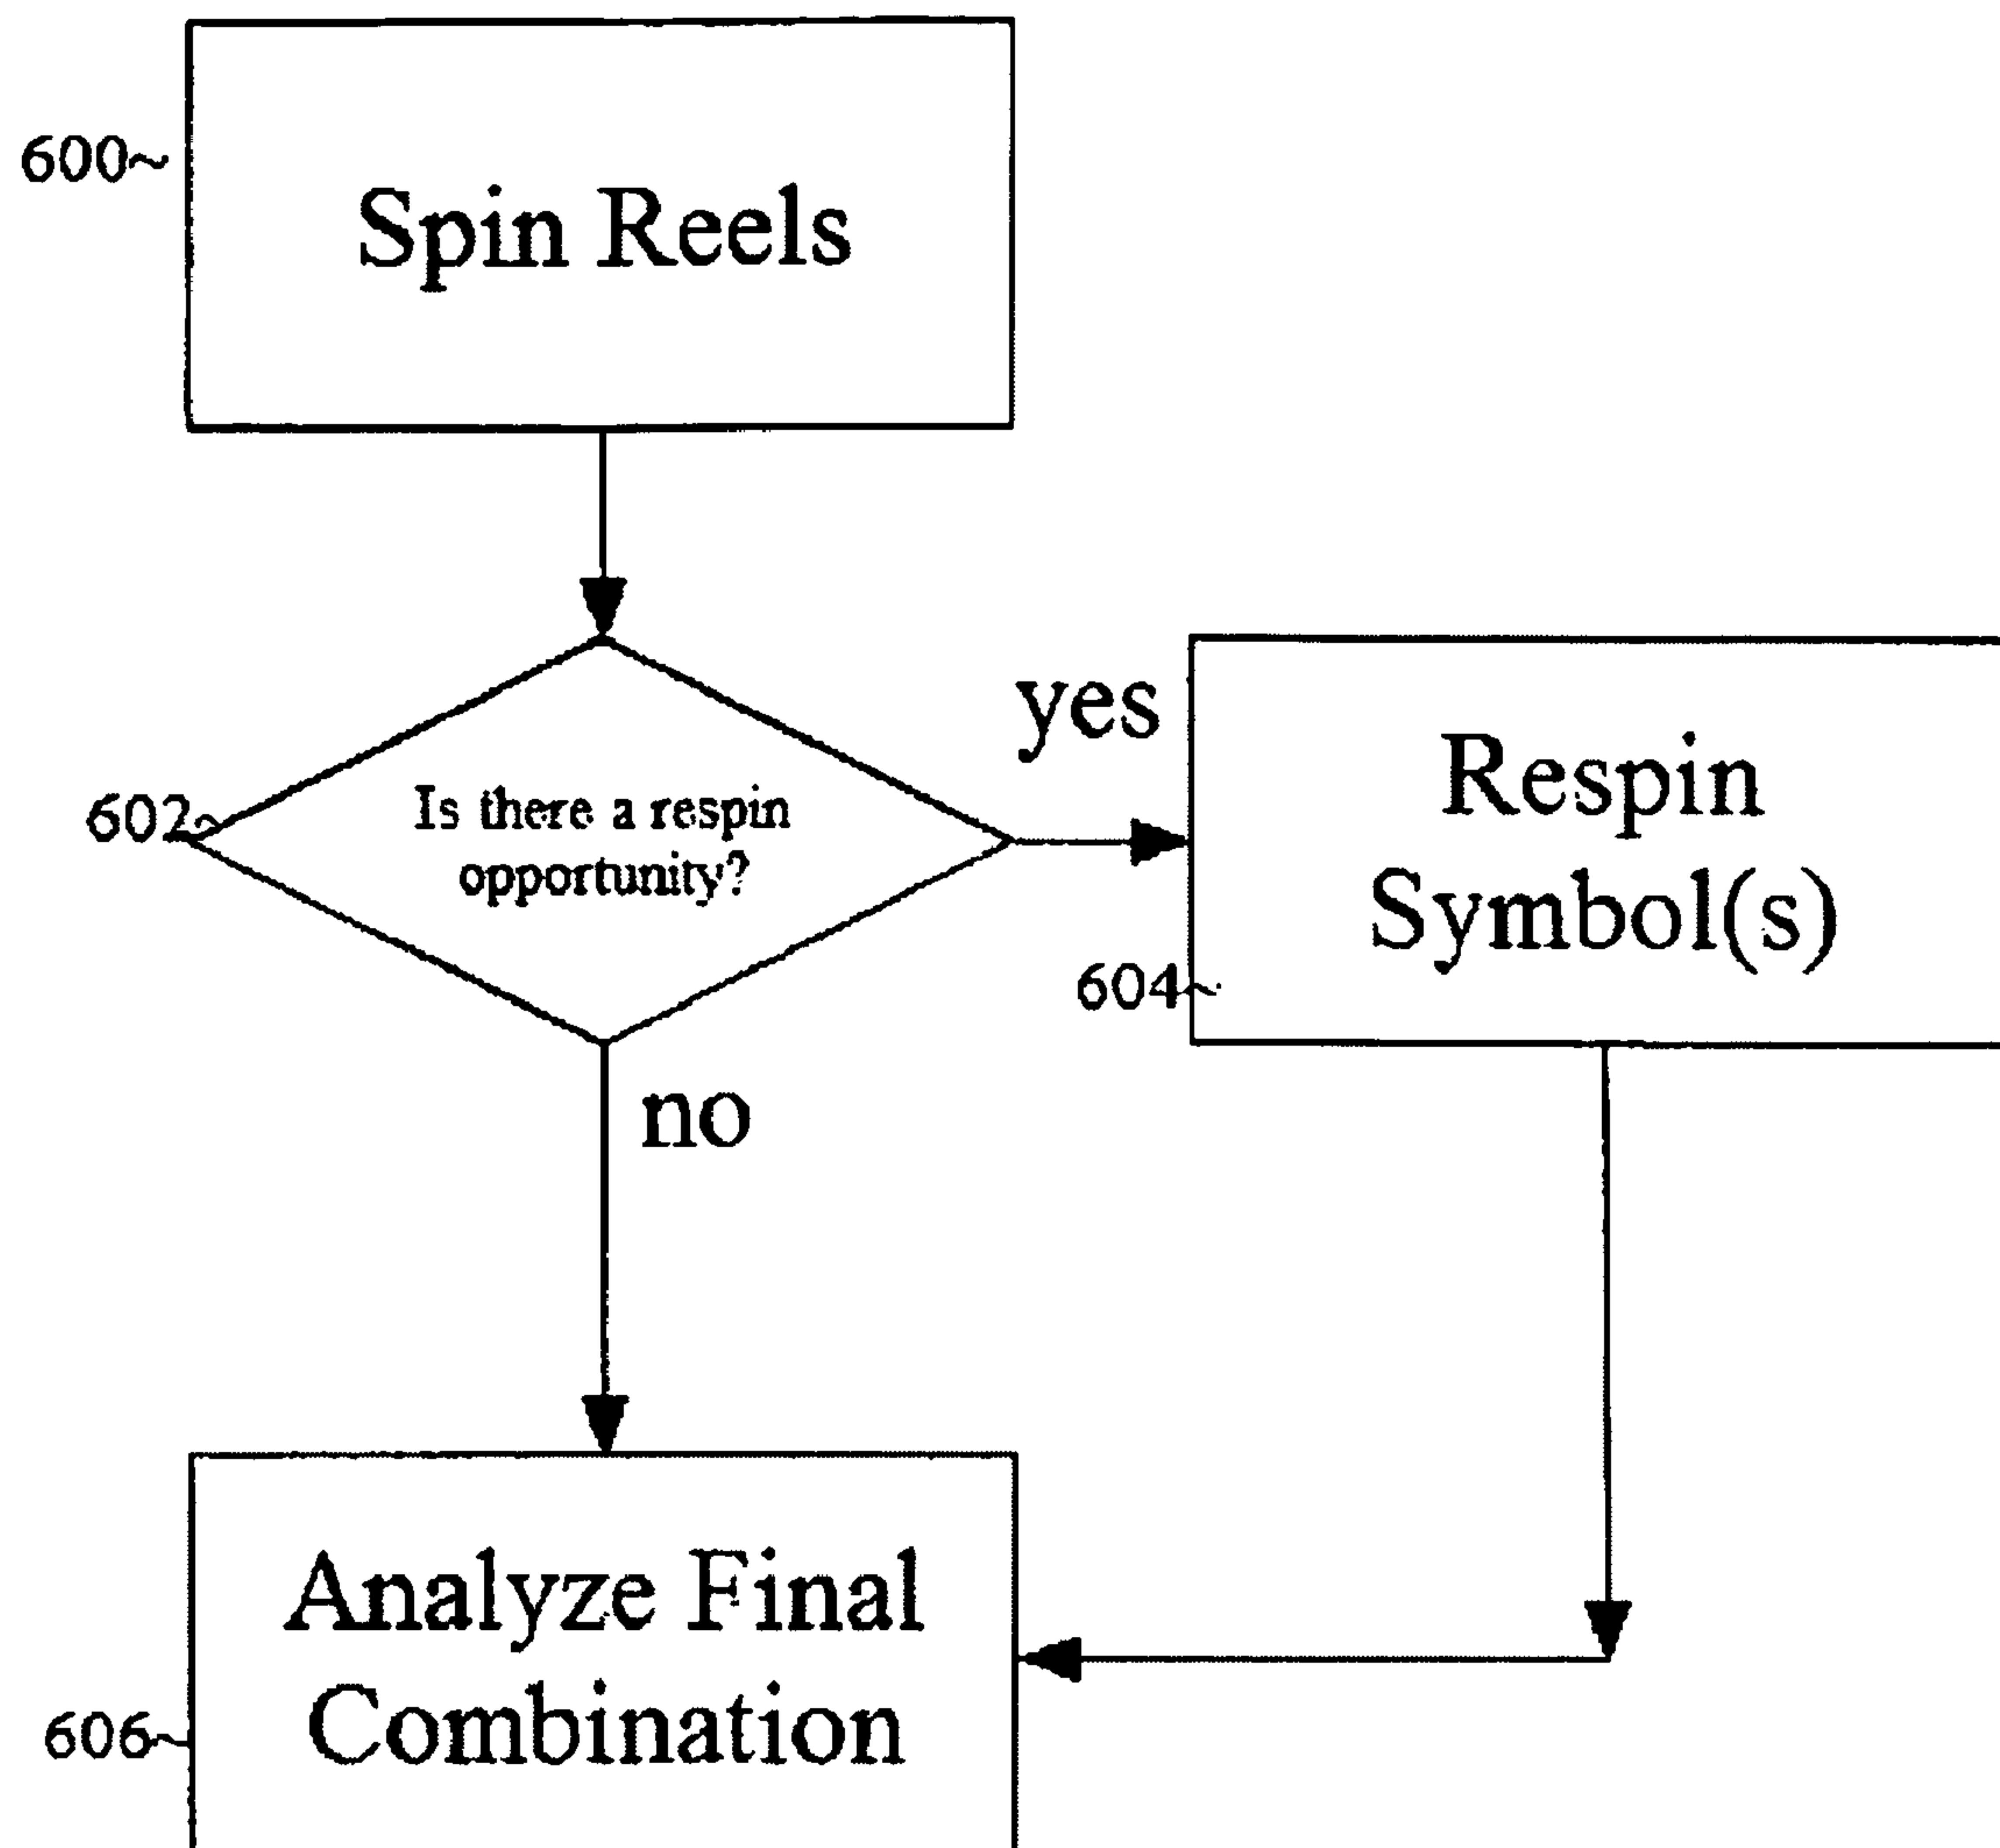 600~
Spin Reels
602~
Is there a respin
opportunity?
yes
Respin
Symbol(s)
604~
no
Analyze Final
Combination
606~